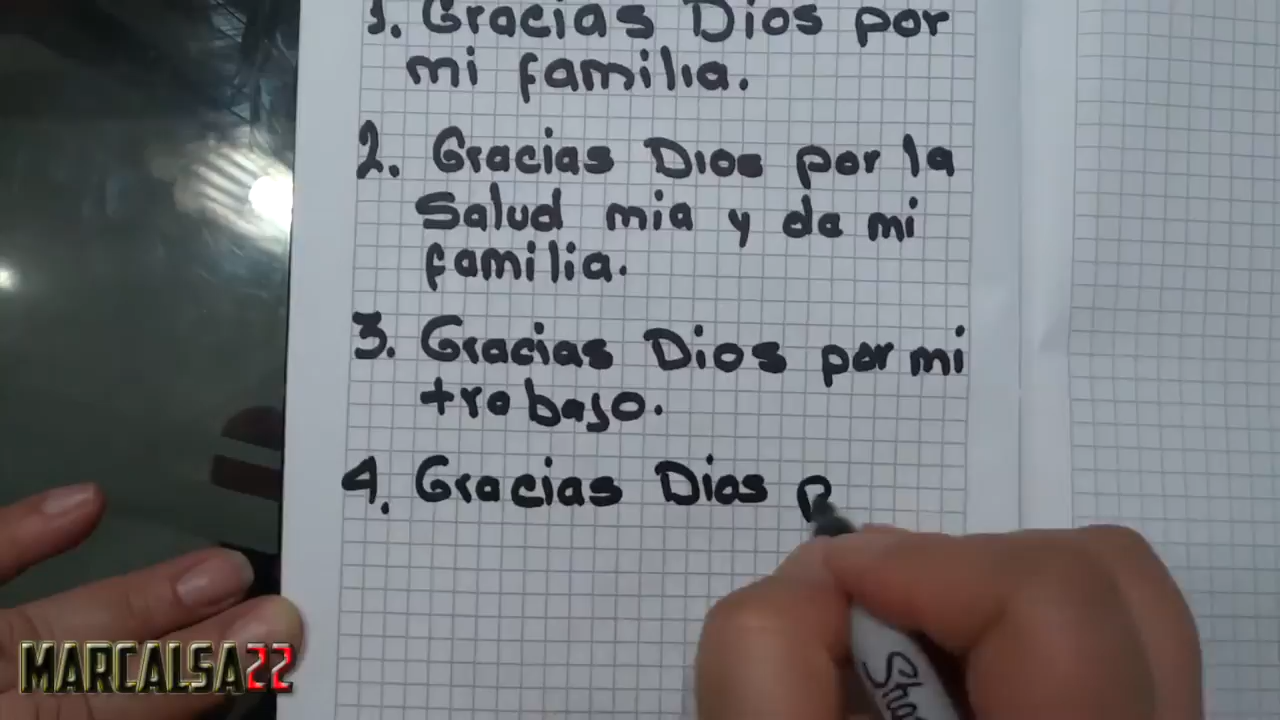 1. Gracias Dios por
mi familia.
2. Gracias Dios por la
Salud mia y de mi
familia.
3. Gracias Dios por mi
trabajo.
4. Gracias Dios p
MARCALSA22